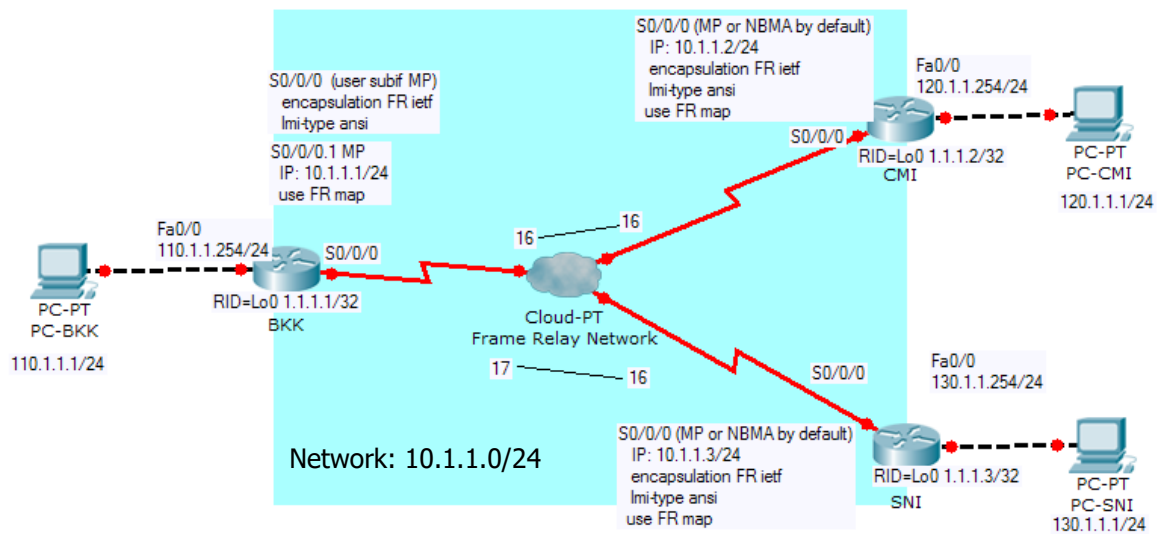 S0/0/0 (MP or NBMA by default)
IP: 10.1.1.2/24
encapsulation FR ietf
lmi-type ansi
use FR map
Fa0/0
120.1.1.254/24
S0/0/0
RID=Lo0 1.1.1.2/32
CMI
PC-PT
PC-CMI
120.1.1.1/24
S0/0/0 (user subif MP)
encapsulation FR ietf
lmi-type ansi
S0/0/0.1 MP
IP: 10.1.1.1/24
use FR map
Fa0/0
110.1.1.254/24
S0/0/0
RID=Lo0 1.1.1.1/32
BKK
PC-PT
PC-BKK
110.1.1.1/24
16
16
Cloud-PT
Frame Relay Network
17
16
Network: 10.1.1.0/24
S0/0/0 (MP or NBMA by default)
IP: 10.1.1.3/24
encapsulation FR ietf
lmi-type ansi
use FR map
S0/0/0
Fa0/0
130.1.1.254/24
RID=Lo0 1.1.1.3/32
SNI
PC-PT
PC-SNI
130.1.1.1/24